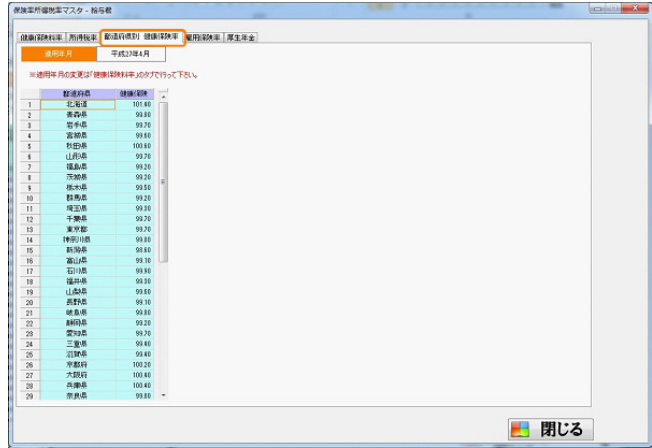 保険率所得税率マスタ - 給与君
健康保険料率 所得税率 都道府県別 健康保険率 雇用保険率 厚生年金
適用年月 平成27年4月
※適用年月の変更は「健康保険料率」のタブで行って下さい。
都道府県 健康保険
1 北海道 101.40
2 青森県 99.80
3 岩手県 99.70
4 宮城県 99.60
5 秋田県 100.60
6 山形県 99.70
7 福島県 99.20
8 茨城県 99.20
9 栃木県 99.50
10 群馬県 99.20
11 埼玉県 99.30
12 千葉県 99.70
13 東京都 99.70
14 神奈川県 99.80
15 新潟県 98.60
16 富山県 99.10
17 石川県 99.90
18 福井県 99.30
19 山梨県 99.60
20 長野県 99.10
21 岐阜県 99.80
22 静岡県 99.20
23 愛知県 99.70
24 三重県 99.40
25 滋賀県 99.40
26 京都府 100.20
27 大阪府 100.40
28 兵庫県 100.40
29 奈良県 99.80
閉じる